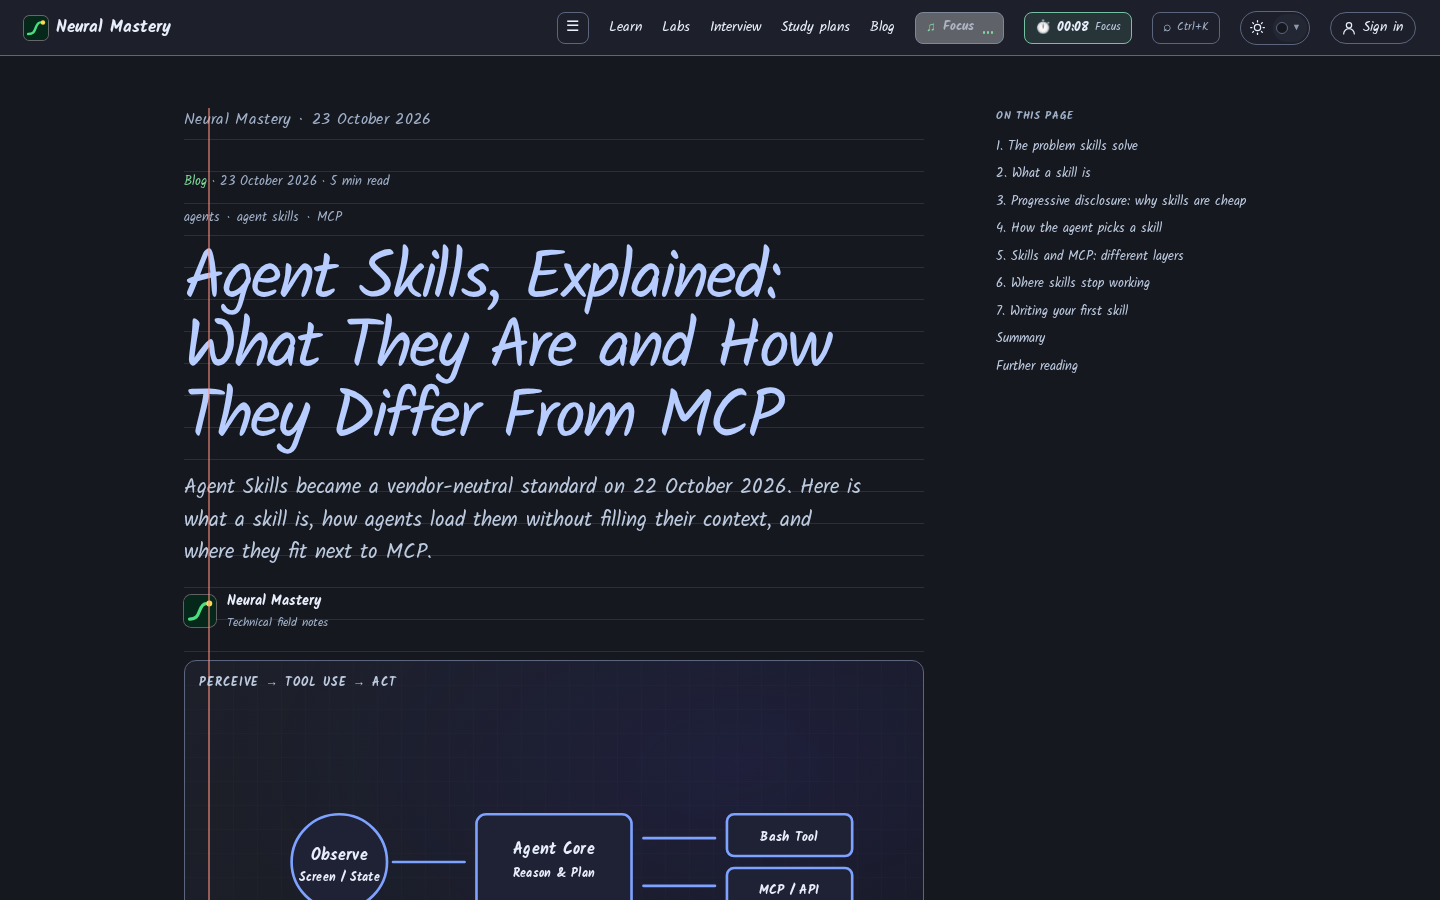 Neural Mastery
☰
Learn
Labs
Interview
Study plans
Blog
♫ Focus ...
00:08 Focus
⌕ Ctrl+K
Sign in
Neural Mastery · 23 October 2026
Blog · 23 October 2026 · 5 min read
agents · agent skills · MCP
Agent Skills, Explained:
What They Are and How
They Differ From MCP
Agent Skills became a vendor-neutral standard on 22 October 2026. Here is
what a skill is, how agents load them without filling their context, and
where they fit next to MCP.
Neural Mastery
Technical field notes
PERCEIVE → TOOL USE → ACT
Observe
Screen / State
Agent Core
Reason & Plan
Bash Tool
MCP / API
ON THIS PAGE
1. The problem skills solve
2. What a skill is
3. Progressive disclosure: why skills are cheap
4. How the agent picks a skill
5. Skills and MCP: different layers
6. Where skills stop working
7. Writing your first skill
Summary
Further reading